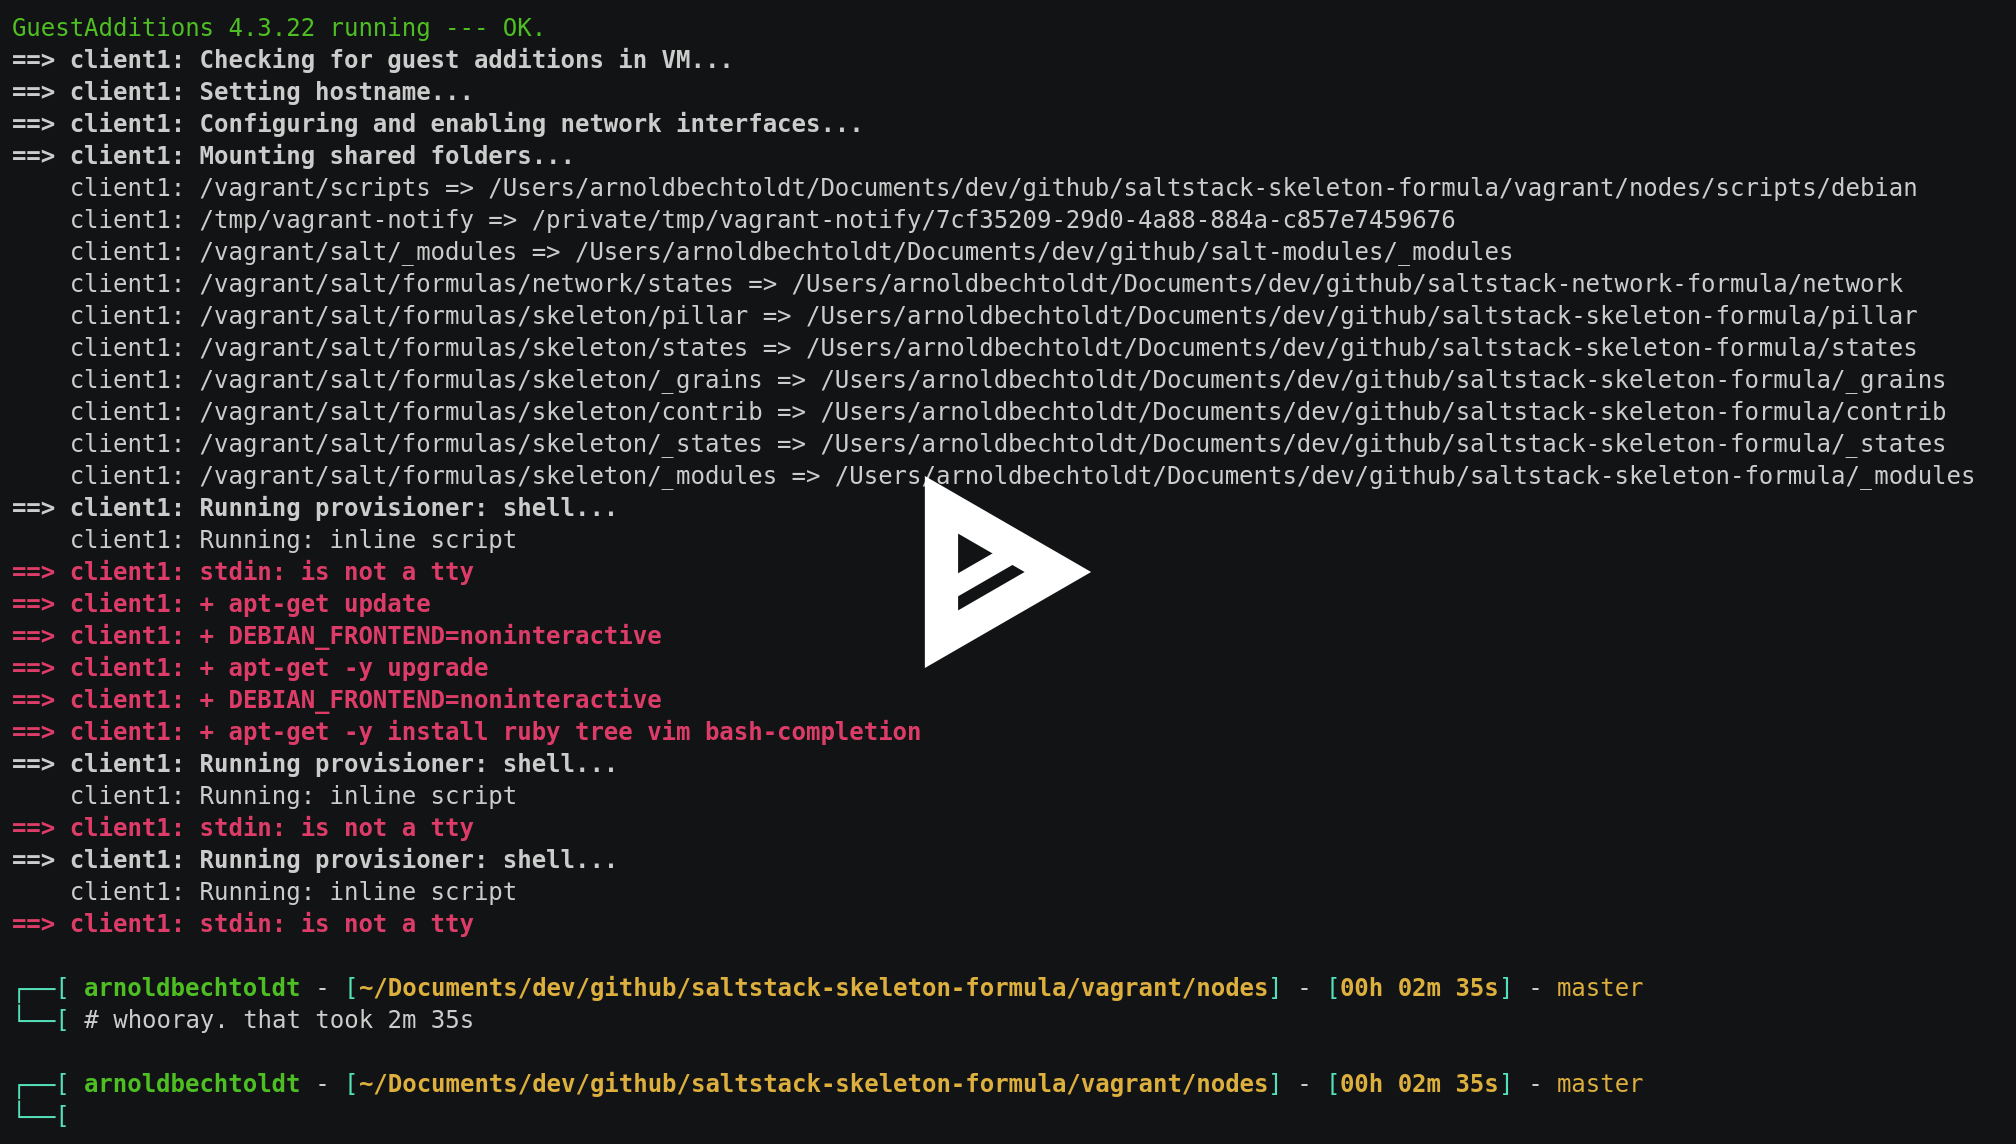 GuestAdditions 4.3.22 running --- OK.
==> client1: Checking for guest additions in VM...
==> client1: Setting hostname...
==> client1: Configuring and enabling network interfaces...
==> client1: Mounting shared folders...
    client1: /vagrant/scripts => /Users/arnoldbechtoldt/Documents/dev/github/saltstack-skeleton-formula/vagrant/nodes/scripts/debian
    client1: /tmp/vagrant-notify => /private/tmp/vagrant-notify/7cf35209-29d0-4a88-884a-c857e7459676
    client1: /vagrant/salt/_modules => /Users/arnoldbechtoldt/Documents/dev/github/salt-modules/_modules
    client1: /vagrant/salt/formulas/network/states => /Users/arnoldbechtoldt/Documents/dev/github/saltstack-network-formula/network
    client1: /vagrant/salt/formulas/skeleton/pillar => /Users/arnoldbechtoldt/Documents/dev/github/saltstack-skeleton-formula/pillar
    client1: /vagrant/salt/formulas/skeleton/states => /Users/arnoldbechtoldt/Documents/dev/github/saltstack-skeleton-formula/states
    client1: /vagrant/salt/formulas/skeleton/_grains => /Users/arnoldbechtoldt/Documents/dev/github/saltstack-skeleton-formula/_grains
    client1: /vagrant/salt/formulas/skeleton/contrib => /Users/arnoldbechtoldt/Documents/dev/github/saltstack-skeleton-formula/contrib
    client1: /vagrant/salt/formulas/skeleton/_states => /Users/arnoldbechtoldt/Documents/dev/github/saltstack-skeleton-formula/_states
    client1: /vagrant/salt/formulas/skeleton/_modules => /Users/arnoldbechtoldt/Documents/dev/github/saltstack-skeleton-formula/_modules
==> client1: Running provisioner: shell...
    client1: Running: inline script
==> client1: stdin: is not a tty
==> client1: + apt-get update
==> client1: + DEBIAN_FRONTEND=noninteractive
==> client1: + apt-get -y upgrade
==> client1: + DEBIAN_FRONTEND=noninteractive
==> client1: + apt-get -y install ruby tree vim bash-completion
==> client1: Running provisioner: shell...
    client1: Running: inline script
==> client1: stdin: is not a tty
==> client1: Running provisioner: shell...
    client1: Running: inline script
==> client1: stdin: is not a tty
┌──[ arnoldbechtoldt - [~/Documents/dev/github/saltstack-skeleton-formula/vagrant/nodes] - [00h 02m 35s] - master
└──[ # whooray. that took 2m 35s
┌──[ arnoldbechtoldt - [~/Documents/dev/github/saltstack-skeleton-formula/vagrant/nodes] - [00h 02m 35s] - master
└──[